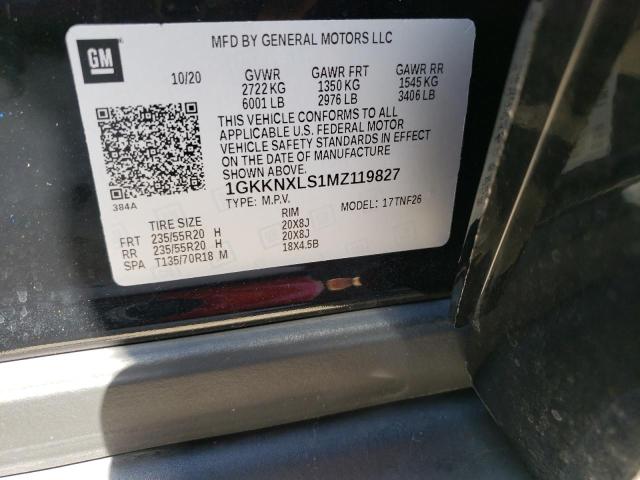 GM
MFD BY GENERAL MOTORS LLC
10/20 GVWR GAWR FRT GAWR RR
2722 KG 1350 KG 1545 KG
6001 LB 2976 LB 3406 LB
THIS VEHICLE CONFORMS TO ALL
APPLICABLE U.S. FEDERAL MOTOR
VEHICLE SAFETY STANDARDS IN EFFECT
ON THE DATE OF MANUFACTURE
SHOWN ABOVE.
1GKKNXLS1MZ119827
TYPE: M.P.V. MODEL: 17TNF26
384A
TIRE SIZE RIM
FRT 235/55R20 H 20X8J
RR 235/55R20 H 20X8J
SPA T135/70R18 M 18X4.5B